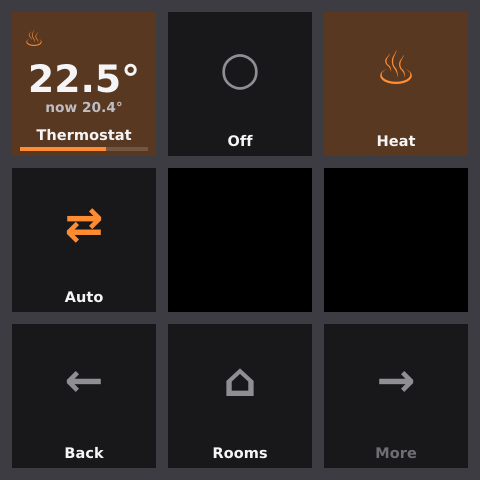 22.5°
now 20.4°
Thermostat
Off
Heat
Auto
Back
Rooms
More